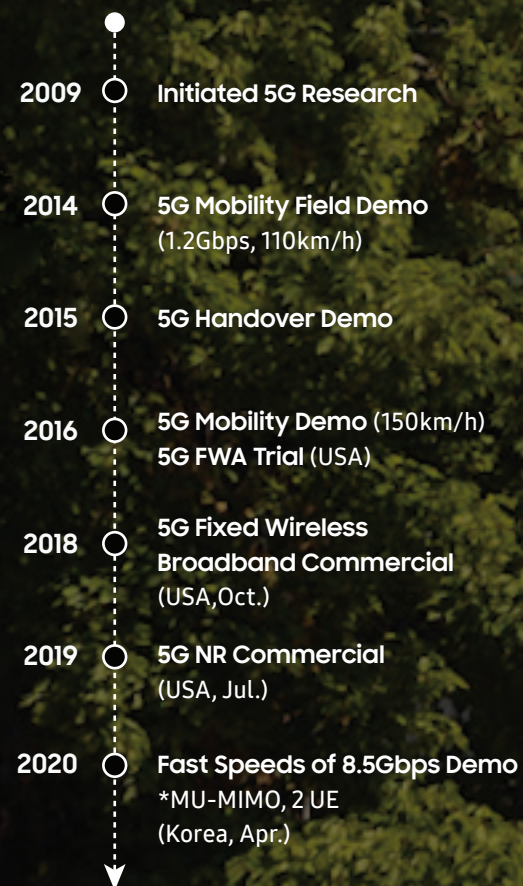 2009 Initiated 5G Research
2014 5G Mobility Field Demo
(1.2Gbps, 110km/h)
2015 5G Handover Demo
2016 5G Mobility Demo (150km/h)
5G FWA Trial (USA)
2018 5G Fixed Wireless
Broadband Commercial
(USA,Oct.)
2019 5G NR Commercial
(USA, Jul.)
2020 Fast Speeds of 8.5Gbps Demo
*MU-MIMO, 2 UE
(Korea, Apr.)